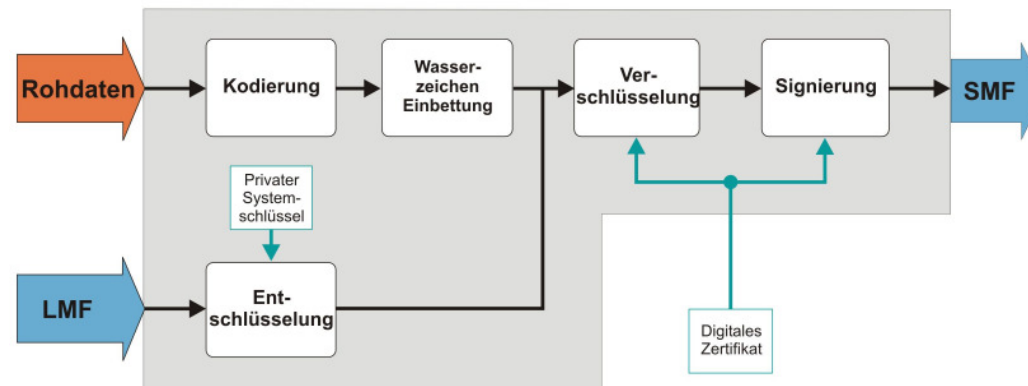 Rohdaten
Kodierung
Wasser-
zeichen
Einbettung
Ver-
schlüsselung
Signierung
SMF
Privater
System-
schlüssel
LMF
Ent-
schlüsselung
Digitales
Zertifikat